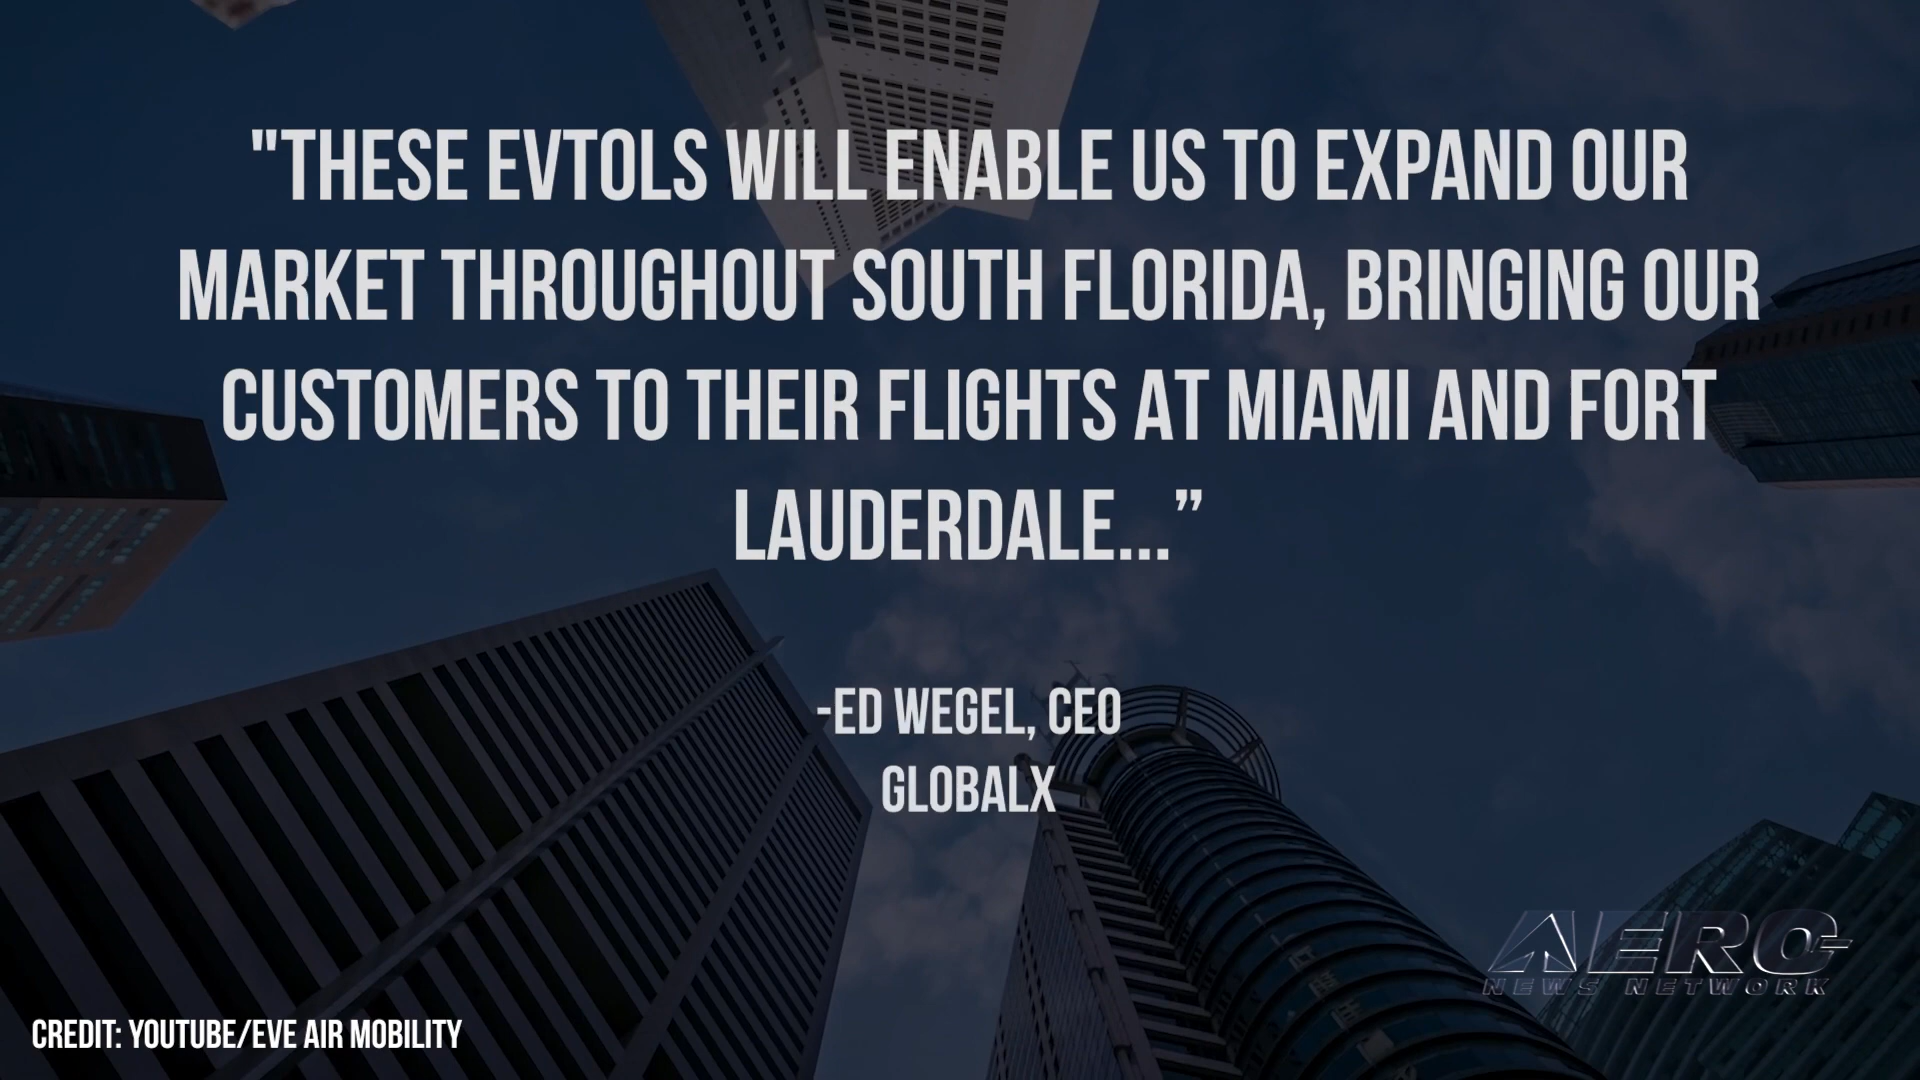 "THESE EVTOLS WILL ENABLE US TO EXPAND OUR
MARKET THROUGHOUT SOUTH FLORIDA, BRINGING OUR
CUSTOMERS TO THEIR FLIGHTS AT MIAMI AND FORT
LAUDERDALE...”
-ED WEGEL, CEO
GLOBALX
AERO-
NEWS NETWORK
CREDIT: YOUTUBE/EVE AIR MOBILITY